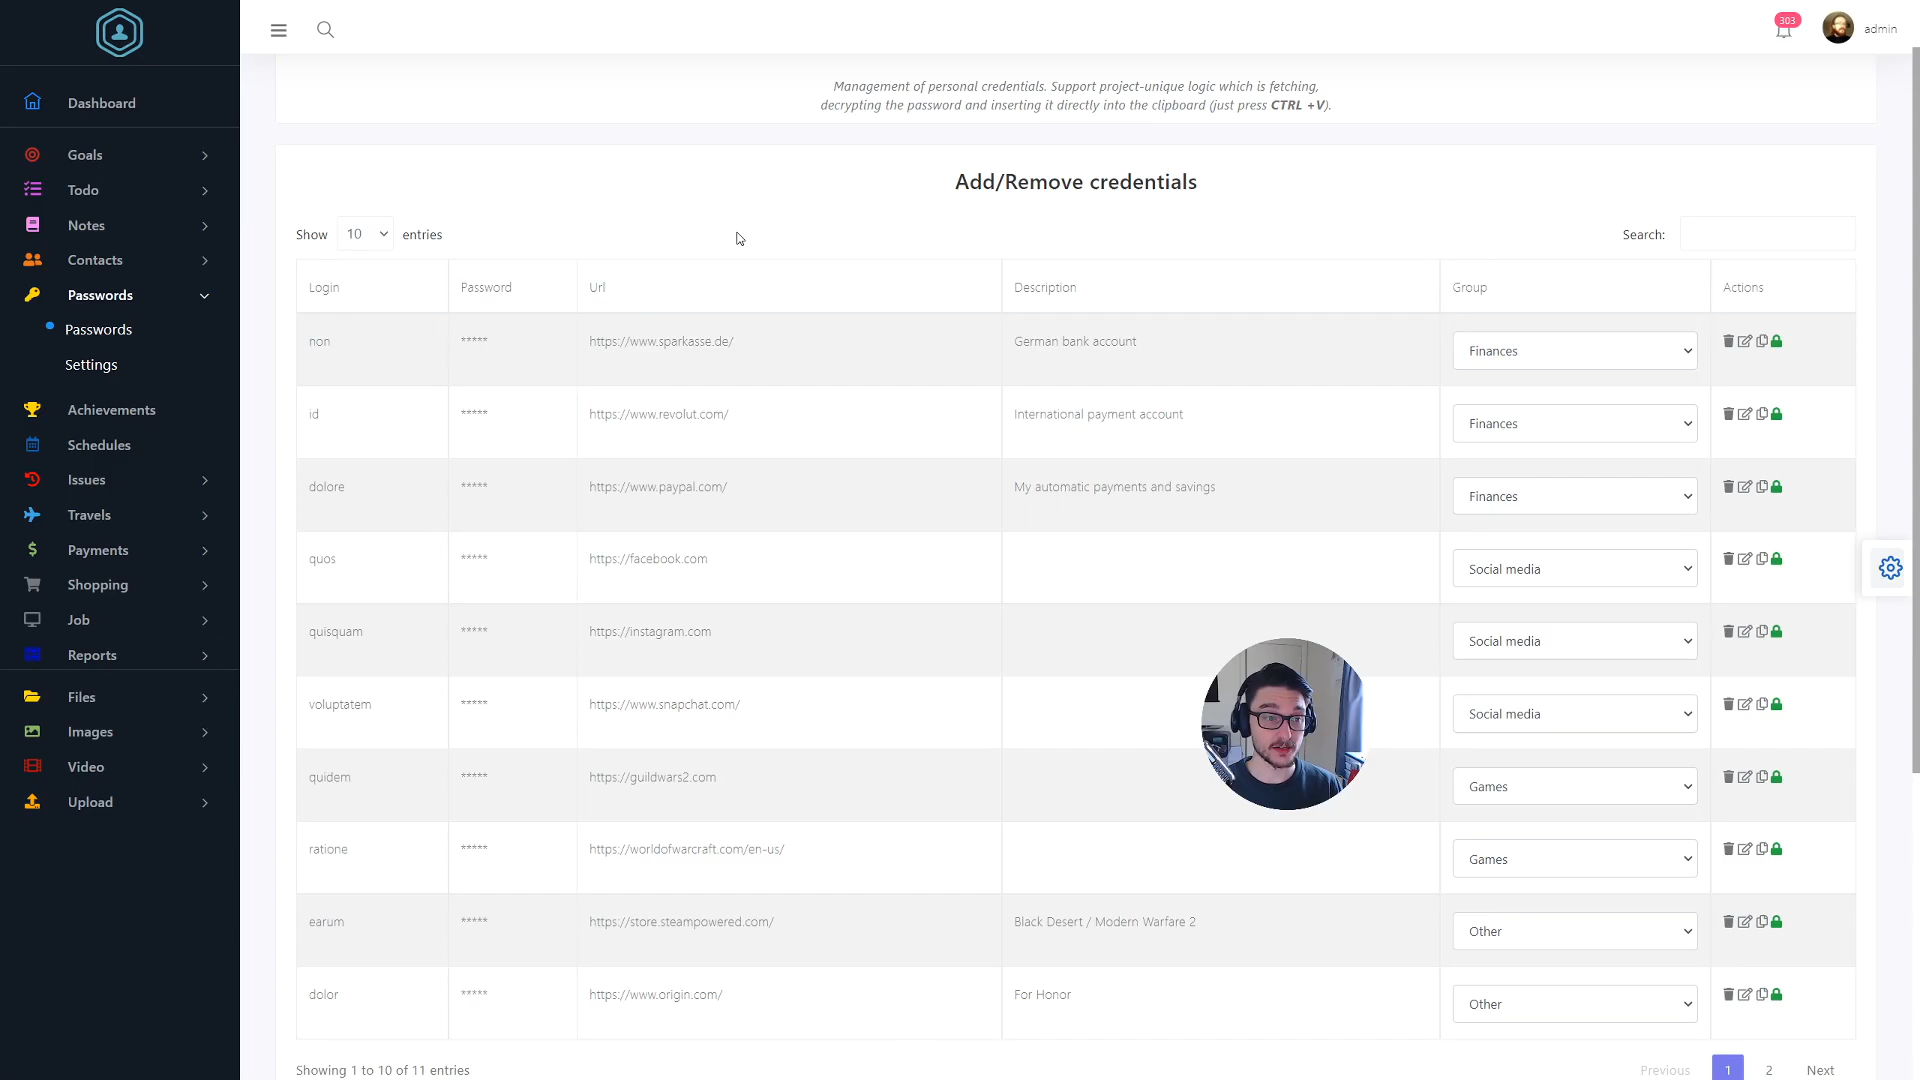 303
admin
Management of personal credentials. Support project-unique logic which is fetching,
decrypting the password and inserting it directly into the clipboard (just press CTRL +V).
Dashboard
Goals
Todo
Notes
Contacts
Passwords
Passwords
Settings
Achievements
Schedules
Issues
Travels
Payments
Shopping
Job
Reports
Files
Images
Video
Upload
Add/Remove credentials
Show 10 entries Search:
Login Password Url Description Group Actions
non ***** https://www.sparkasse.de/ German bank account Finances
id ***** https://www.revolut.com/ International payment account Finances
dolore ***** https://www.paypal.com/ My automatic payments and savings Finances
quos ***** https://facebook.com Social media
quisquam ***** https://instagram.com Social media
voluptatem ***** https://www.snapchat.com/ Social media
quidem ***** https://guildwars2.com Games
ratione ***** https://worldofwarcraft.com/en-us/ Games
earum ***** https://store.steampowered.com/ Black Desert / Modern Warfare 2 Other
dolor ***** https://www.origin.com/ For Honor Other
Showing 1 to 10 of 11 entries Previous 1 2 Next